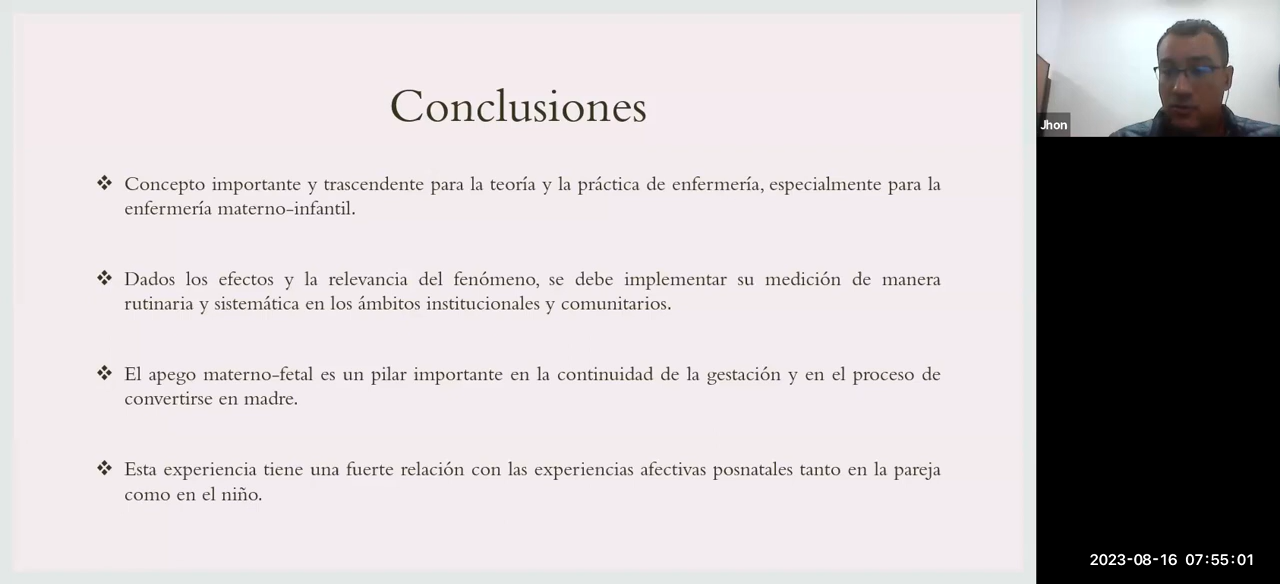 Conclusiones
❖ Concepto importante y trascendente para la teoría y la práctica de enfermería, especialmente para la
enfermería materno-infantil.
❖ Dados los efectos y la relevancia del fenómeno, se debe implementar su medición de manera
rutinaria y sistemática en los ámbitos institucionales y comunitarios.
❖ El apego materno-fetal es un pilar importante en la continuidad de la gestación y en el proceso de
convertirse en madre.
❖ Esta experiencia tiene una fuerte relación con las experiencias afectivas posnatales tanto en la pareja
como en el niño.
Jhon
2023-08-16 07:55:01